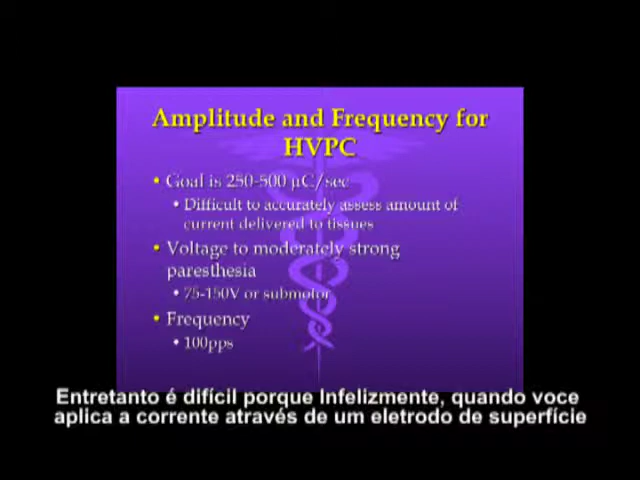 Amplitude and Frequency for
HVPC
• Goal is 250-500 µC/sec
• Difficult to accurately assess amount of
current delivered to tissues
• Voltage to moderately strong
paresthesia
• 75-150V or submotor
• Frequency
• 100pps
Entretanto é difícil porque Infelizmente, quando voce
aplica a corrente através de um eletrodo de superfície